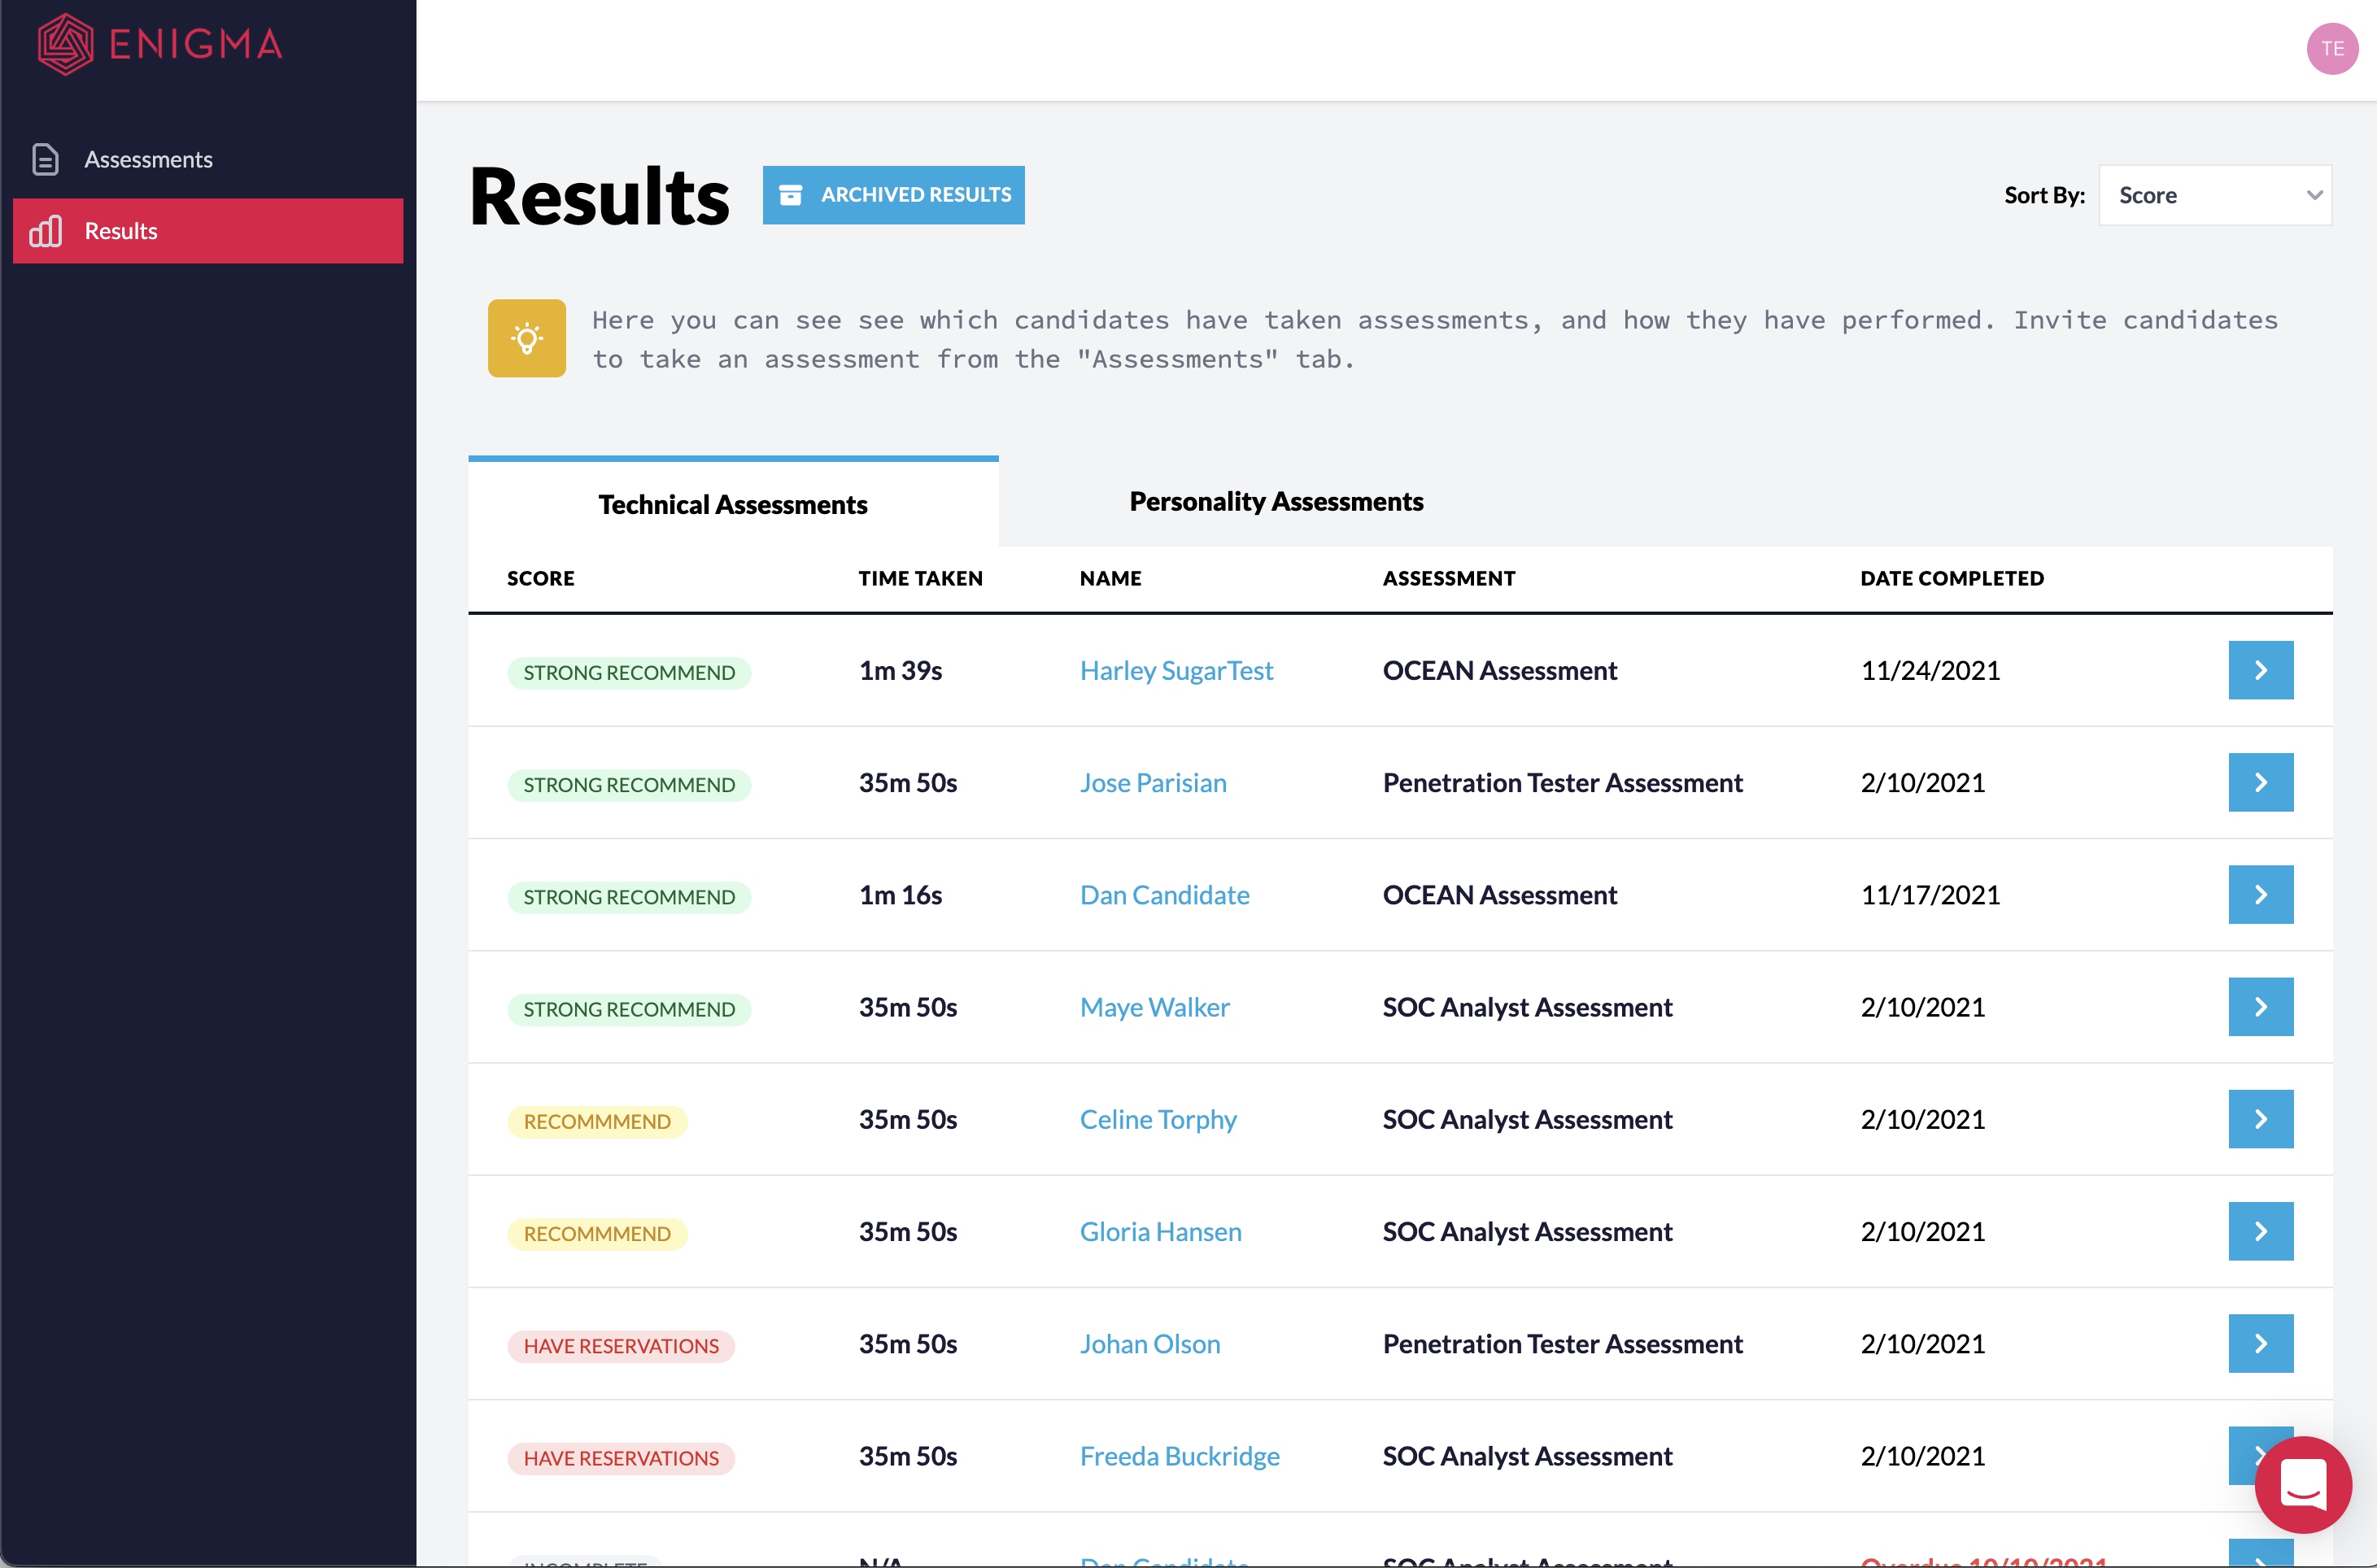 ENIGMA
TE
Assessments
Results
Results
ARCHIVED RESULTS
Sort By:
Score
Here you can see see which candidates have taken assessments, and how they have performed. Invite candidates
to take an assessment from the "Assessments" tab.
Technical Assessments
Personality Assessments
SCORE TIME TAKEN NAME ASSESSMENT DATE COMPLETED
STRONG RECOMMEND 1m 39s Harley SugarTest OCEAN Assessment 11/24/2021
STRONG RECOMMEND 35m 50s Jose Parisian Penetration Tester Assessment 2/10/2021
STRONG RECOMMEND 1m 16s Dan Candidate OCEAN Assessment 11/17/2021
STRONG RECOMMEND 35m 50s Maye Walker SOC Analyst Assessment 2/10/2021
RECOMMMEND 35m 50s Celine Torphy SOC Analyst Assessment 2/10/2021
RECOMMMEND 35m 50s Gloria Hansen SOC Analyst Assessment 2/10/2021
HAVE RESERVATIONS 35m 50s Johan Olson Penetration Tester Assessment 2/10/2021
HAVE RESERVATIONS 35m 50s Freeda Buckridge SOC Analyst Assessment 2/10/2021
INCOMPLETE N/A Dan Candidate SOC Analyst Assessment Overdue 10/10/2021